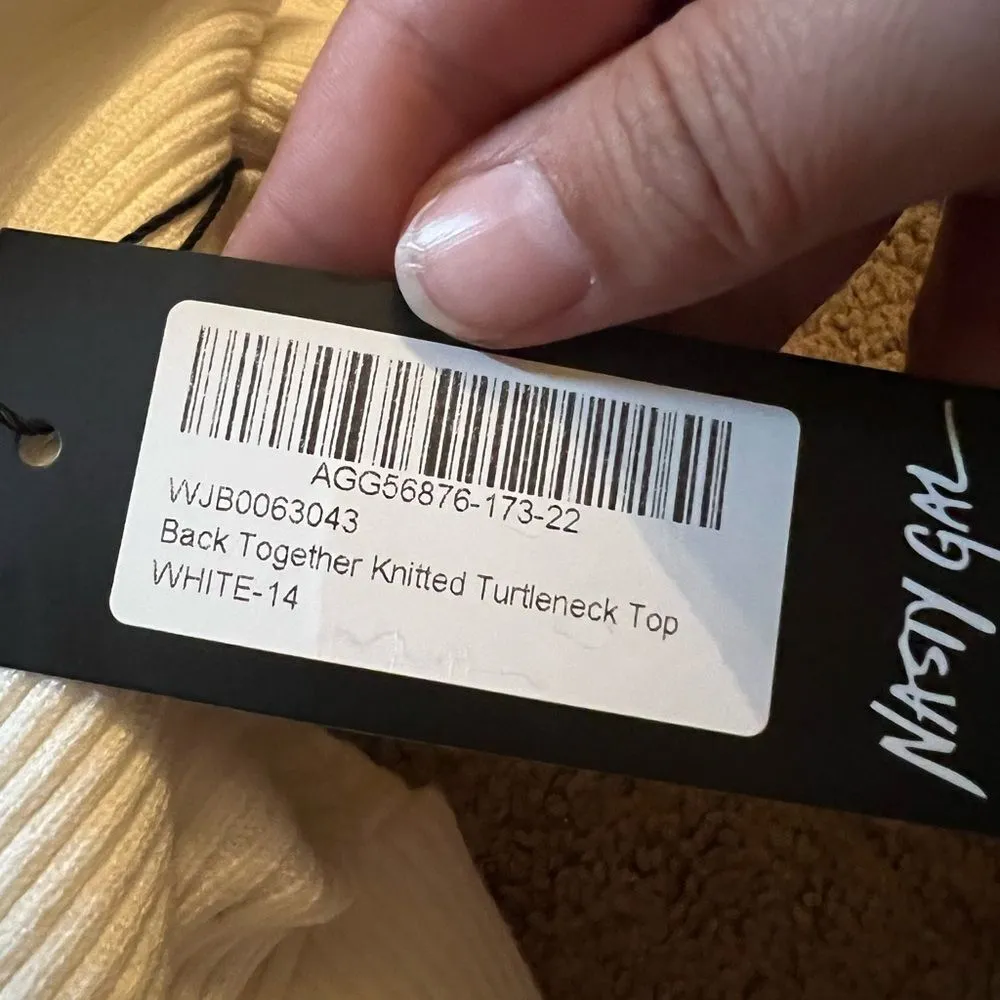 AGG56876-173-22
WJB0063043
Back Together Knitted Turtleneck Top
WHITE-14
NASTY GAL